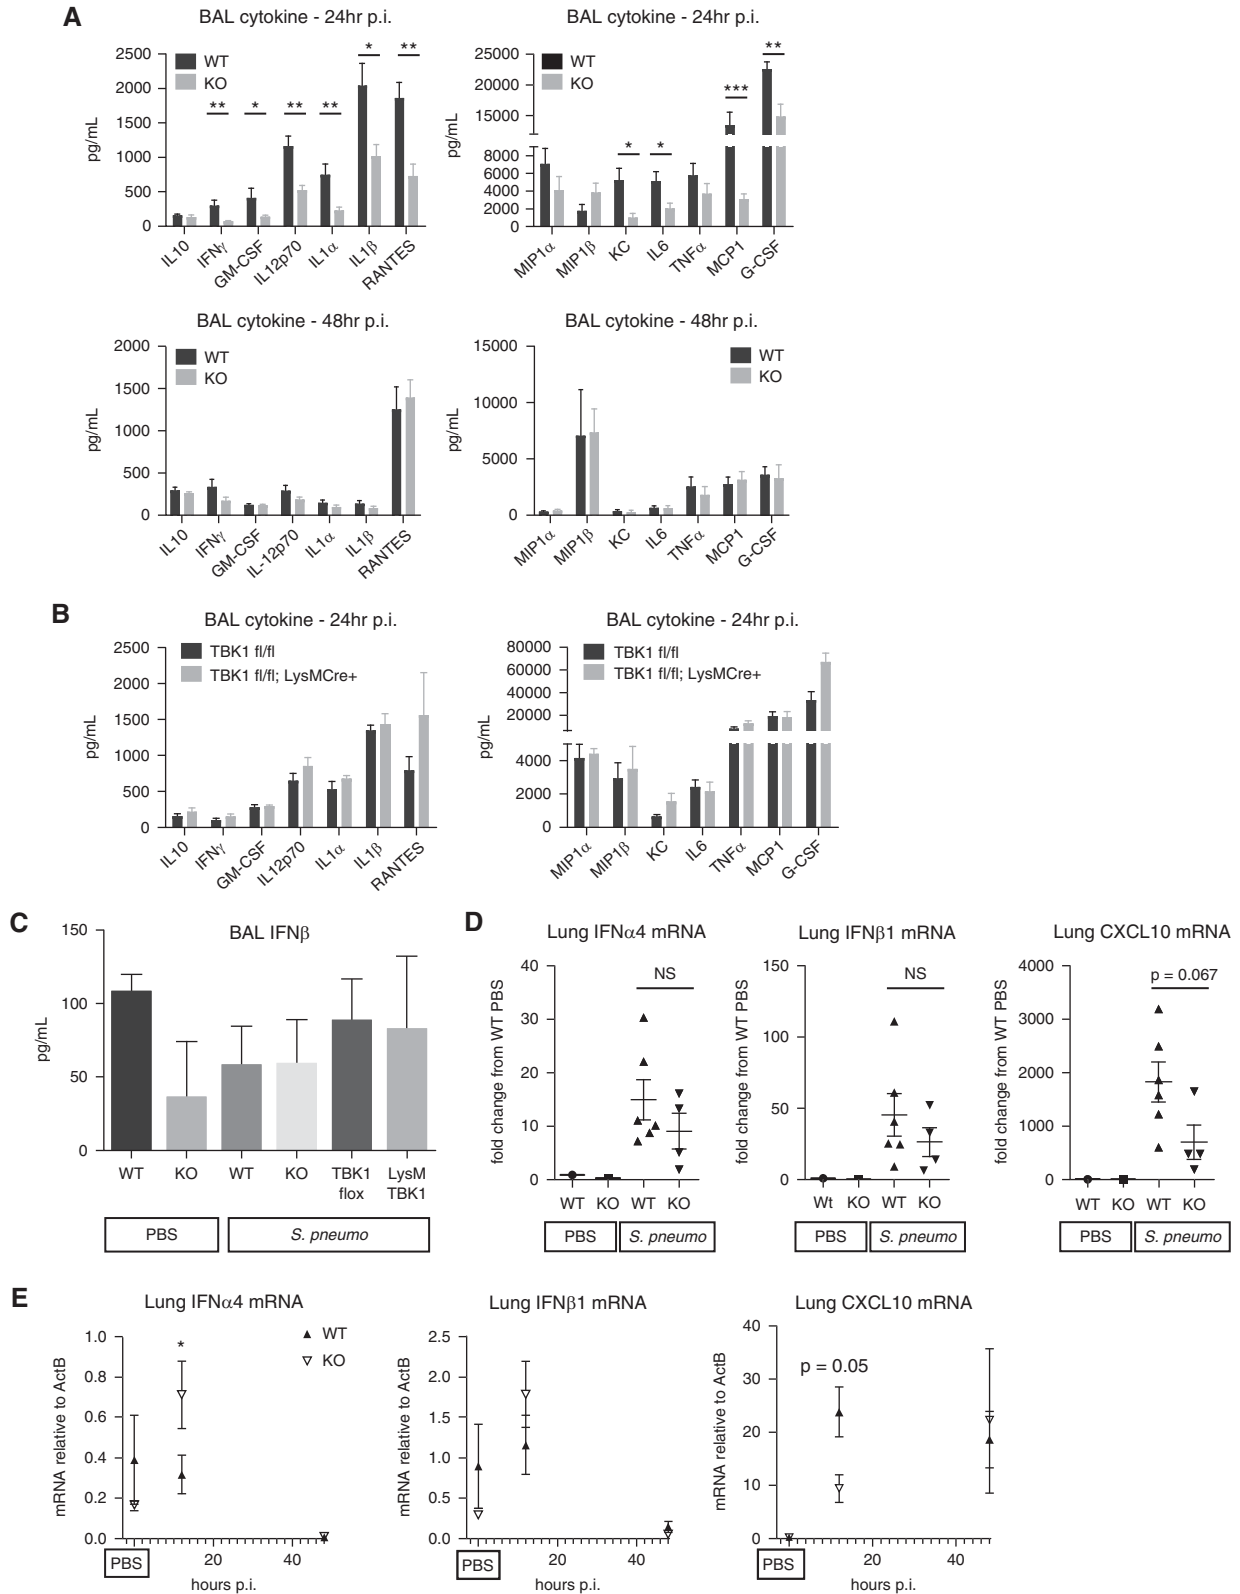 A
BAL cytokine - 24hr p.i.
pg/mL
2500
2000
1500
1000
500
0
WT
KO
**
*
**
**
*
**
IL10
IFNγ
GM-CSF
IL12p70
IL1α
IL1β
RANTES
BAL cytokine - 24hr p.i.
pg/mL
25000
20000
15000
8000
6000
4000
2000
0
WT
KO
*
*
***
**
MIP1α
MIP1β
KC
IL6
TNFα
MCP1
G-CSF
BAL cytokine - 48hr p.i.
pg/mL
2000
1500
1000
500
0
WT
KO
IL10
IFNγ
GM-CSF
IL-12p70
IL1α
IL1β
RANTES
BAL cytokine - 48hr p.i.
pg/mL
15000
10000
5000
0
WT
KO
MIP1α
MIP1β
KC
IL6
TNFα
MCP1
G-CSF
B
BAL cytokine - 24hr p.i.
pg/mL
2500
2000
1500
1000
500
0
TBK1 fl/fl
TBK1 fl/fl; LysMCre+
IL10
IFNγ
GM-CSF
IL12p70
IL1α
IL1β
RANTES
BAL cytokine - 24hr p.i.
pg/mL
80000
60000
40000
20000
4000
2000
0
TBK1 fl/fl
TBK1 fl/fl; LysMCre+
MIP1α
MIP1β
KC
IL6
TNFα
MCP1
G-CSF
C
BAL IFNβ
pg/mL
150
100
50
0
WT
KO
WT
KO
TBK1
flox
LysM
TBK1
PBS
S. pneumo
D
Lung IFNα4 mRNA
fold change from WT PBS
40
30
20
10
0
NS
WT
KO
WT
KO
PBS
S. pneumo
Lung IFNβ1 mRNA
fold change from WT PBS
150
100
50
0
NS
Wt
KO
WT
KO
PBS
S. pneumo
Lung CXCL10 mRNA
fold change from WT PBS
4000
3000
2000
1000
0
p = 0.067
WT
KO
WT
KO
PBS
S. pneumo
E
Lung IFNα4 mRNA
mRNA relative to ActB
1.0
0.8
0.6
0.4
0.2
0.0
*
WT
KO
PBS
20
40
hours p.i.
Lung IFNβ1 mRNA
mRNA relative to ActB
2.5
2.0
1.5
1.0
0.5
0.0
PBS
20
40
hours p.i.
Lung CXCL10 mRNA
mRNA relative to ActB
40
30
20
10
0
p = 0.05
PBS
20
40
hours p.i.